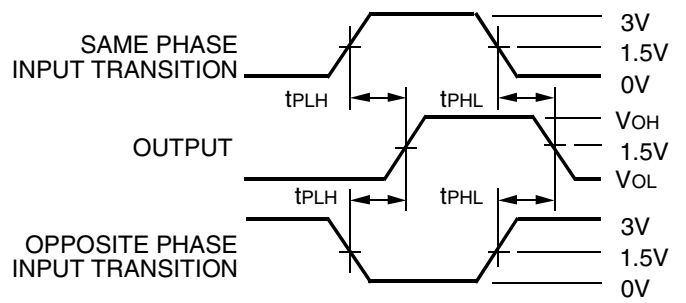 SAME PHASE
INPUT TRANSITION
3V
1.5V
0V
tPLH
tPHL
OUTPUT
VOH
1.5V
VOL
tPLH
tPHL
OPPOSITE PHASE
INPUT TRANSITION
3V
1.5V
0V